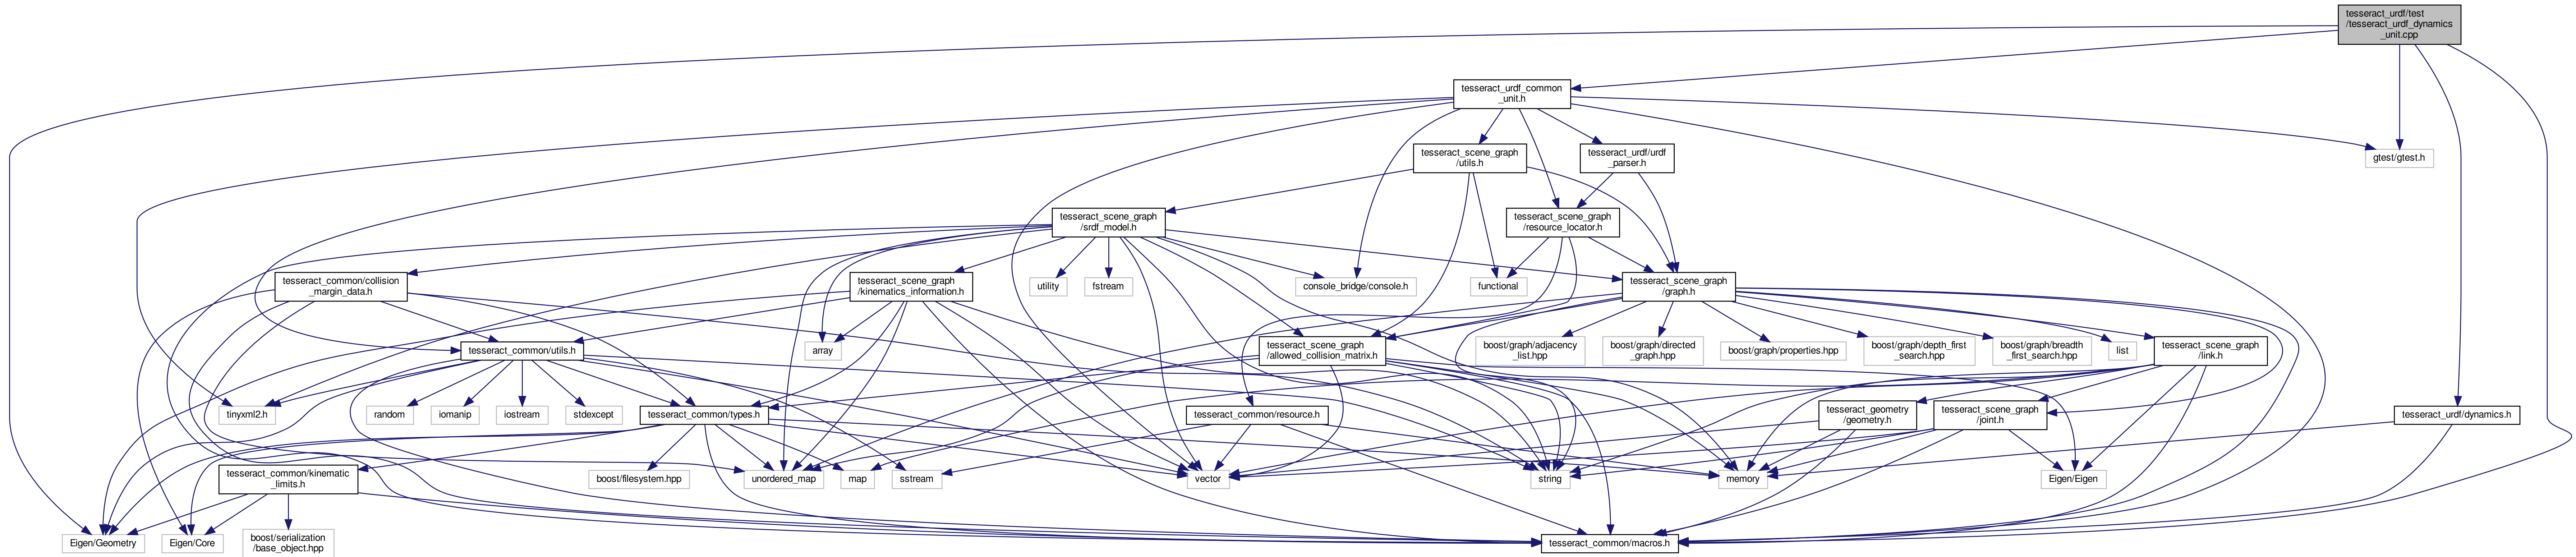 tesseract_urdf/test
/tesseract_urdf_dynamics
_unit.cpp
tesseract_urdf_common
_unit.h
tesseract_scene_graph
/utils.h
tesseract_urdf/urdf
_parser.h
gtest/gtest.h
tesseract_scene_graph
/srdf_model.h
tesseract_scene_graph
/resource_locator.h
tesseract_common/collision
_margin_data.h
tesseract_scene_graph
/kinematics_information.h
utility
fstream
console_bridge/console.h
functional
tesseract_scene_graph
/graph.h
tesseract_common/utils.h
array
tesseract_scene_graph
/allowed_collision_matrix.h
boost/graph/adjacency
_list.hpp
boost/graph/directed
_graph.hpp
boost/graph/properties.hpp
boost/graph/depth_first
_search.hpp
boost/graph/breadth
_first_search.hpp
list
tesseract_scene_graph
/link.h
tinyxml2.h
random
iomanip
iostream
stdexcept
tesseract_common/types.h
tesseract_common/resource.h
tesseract_geometry
/geometry.h
tesseract_scene_graph
/joint.h
tesseract_urdf/dynamics.h
tesseract_common/kinematic
_limits.h
boost/filesystem.hpp
unordered_map
map
sstream
vector
string
memory
Eigen/Eigen
Eigen/Geometry
Eigen/Core
boost/serialization
/base_object.hpp
tesseract_common/macros.h